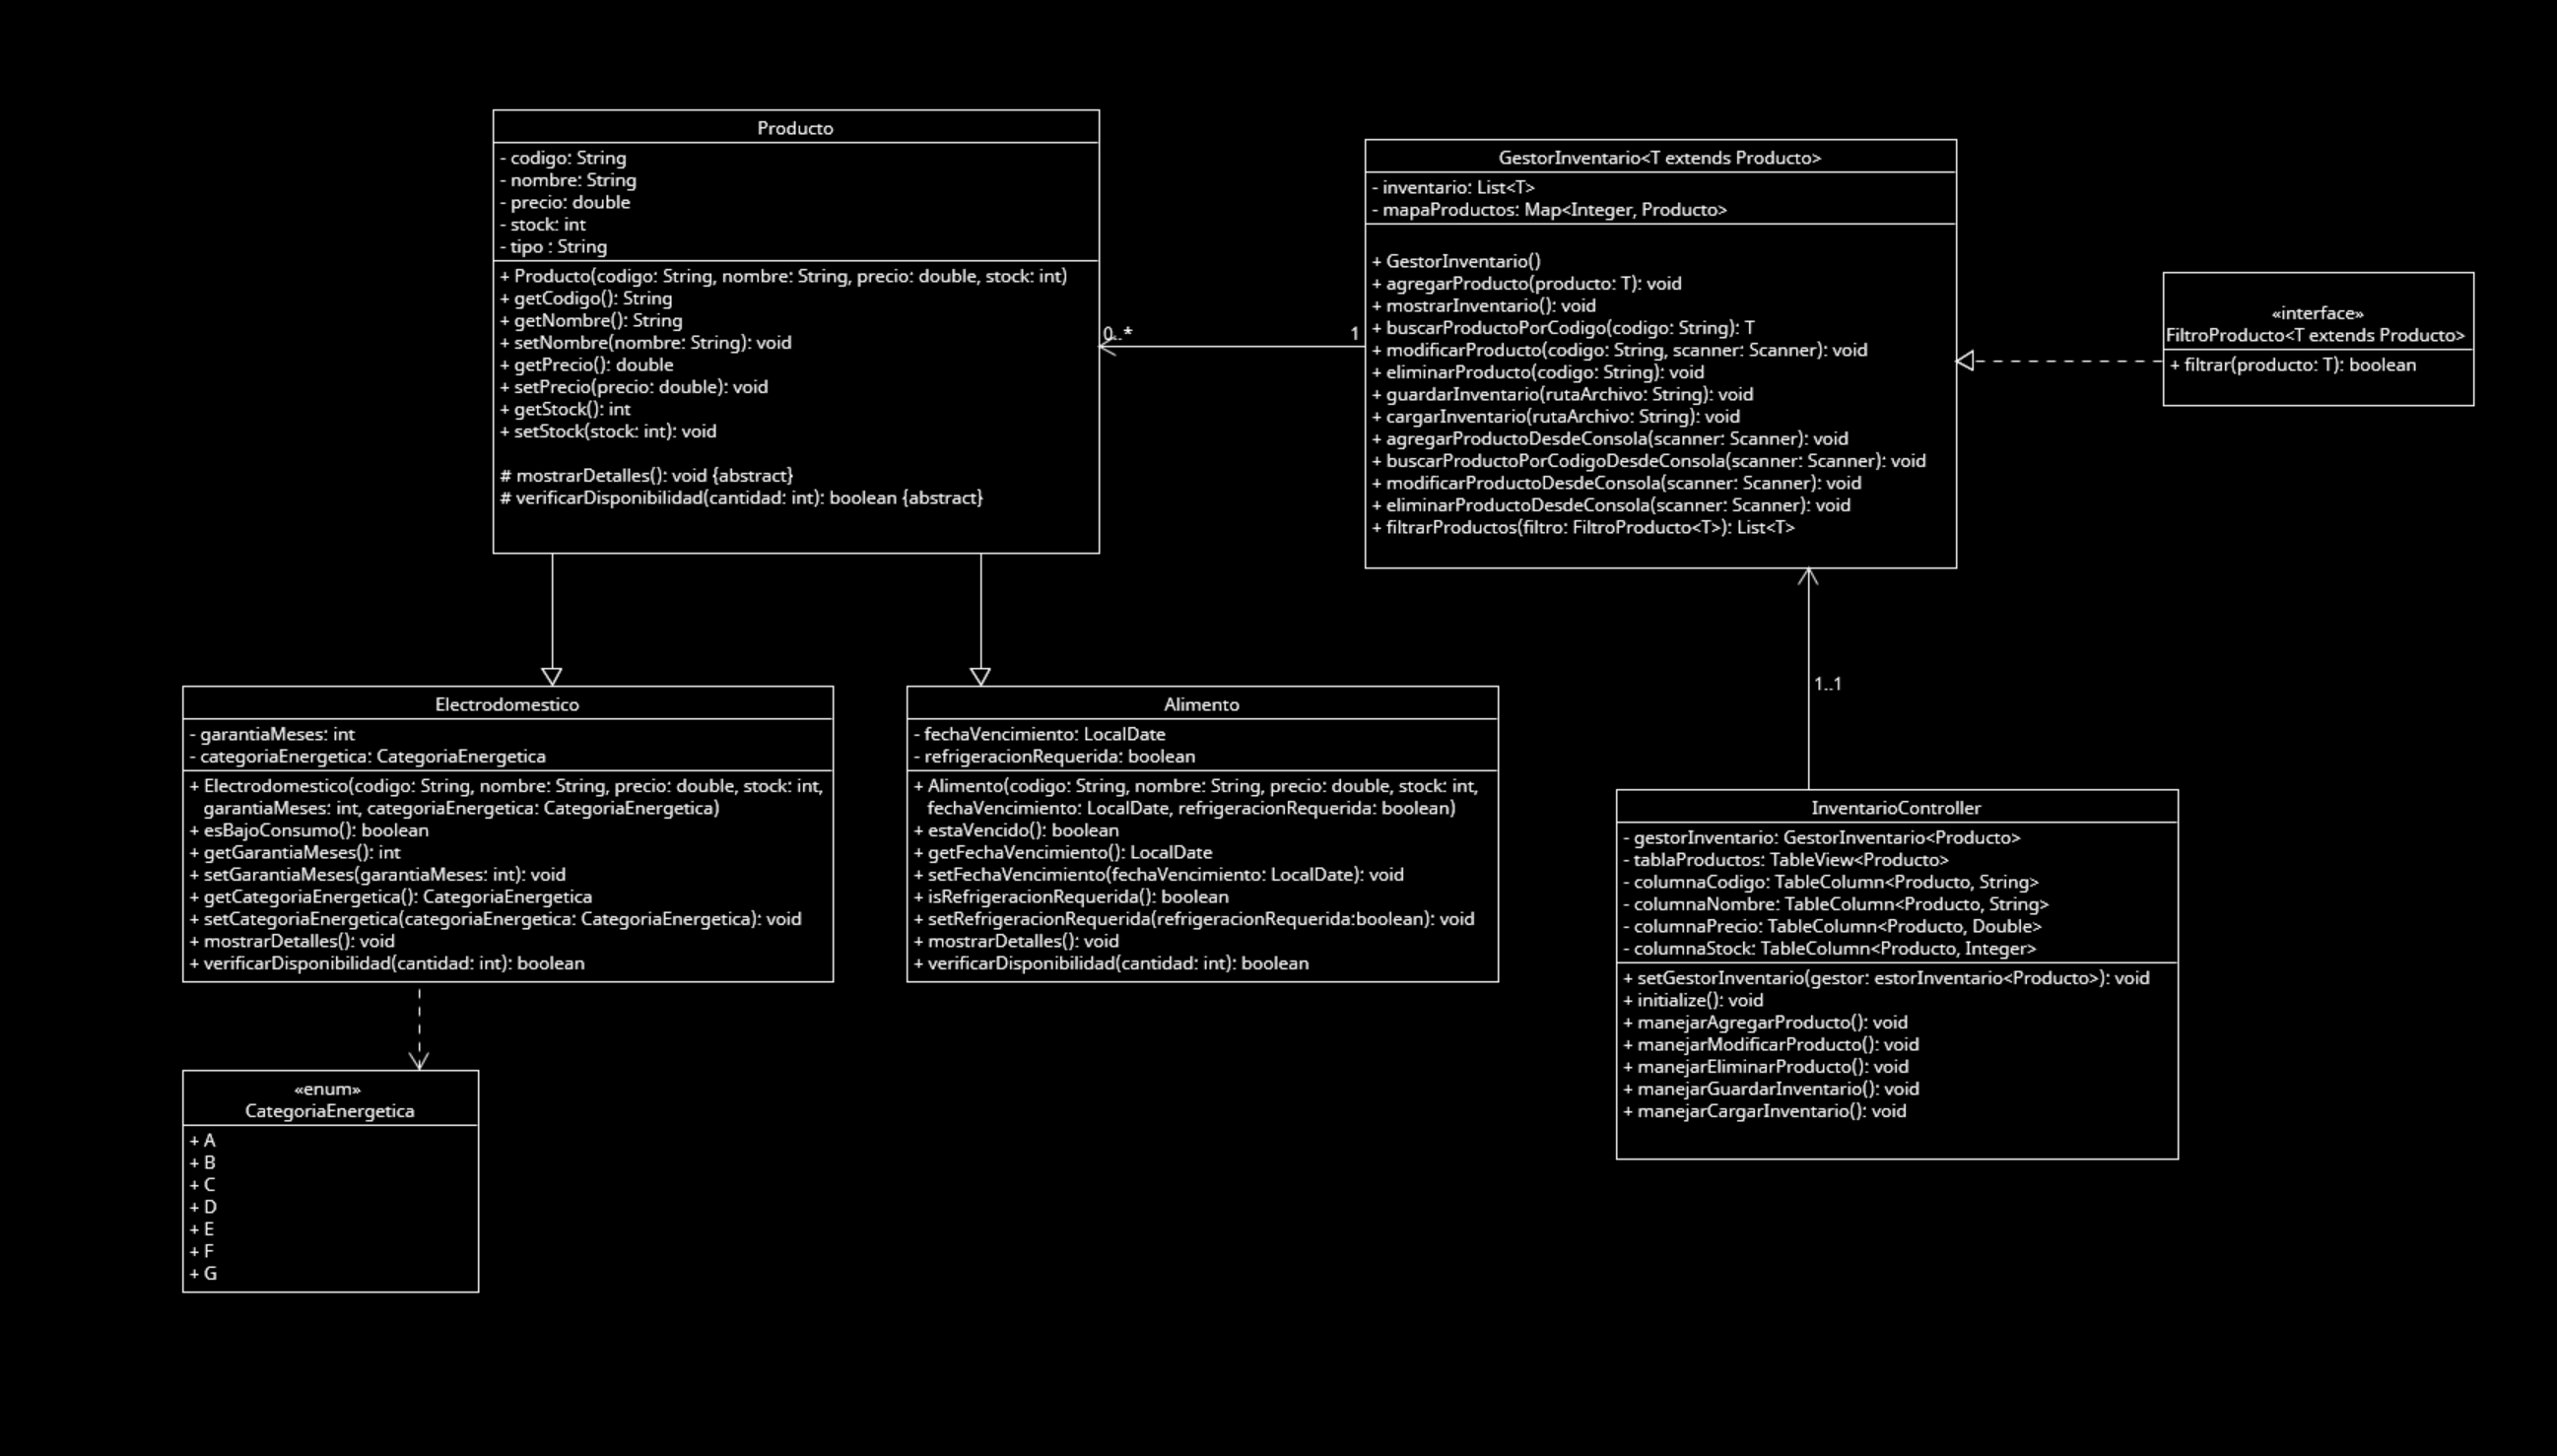 Producto
- codigo: String
- nombre: String
- precio: double
- stock: int
- tipo : String
+ Producto(codigo: String, nombre: String, precio: double, stock: int)
+ getCodigo(): String
+ getNombre(): String
+ setNombre(nombre: String): void
+ getPrecio(): double
+ setPrecio(precio: double): void
+ getStock(): int
+ setStock(stock: int): void
# mostrarDetalles(): void {abstract}
# verificarDisponibilidad(cantidad: int): boolean {abstract}
0..*
1
GestorInventario<T extends Producto>
- inventario: List<T>
- mapaProductos: Map<Integer, Producto>
+ GestorInventario()
+ agregarProducto(producto: T): void
+ mostrarInventario(): void
+ buscarProductoPorCodigo(codigo: String): T
+ modificarProducto(codigo: String, scanner: Scanner): void
+ eliminarProducto(codigo: String): void
+ guardarInventario(rutaArchivo: String): void
+ cargarInventario(rutaArchivo: String): void
+ agregarProductoDesdeConsola(scanner: Scanner): void
+ buscarProductoPorCodigoDesdeConsola(scanner: Scanner): void
+ modificarProductoDesdeConsola(scanner: Scanner): void
+ eliminarProductoDesdeConsola(scanner: Scanner): void
+ filtrarProductos(filtro: FiltroProducto<T>): List<T>
«interface»
FiltroProducto<T extends Producto>
+ filtrar(producto: T): boolean
Electrodomestico
- garantiaMeses: int
- categoriaEnergetica: CategoriaEnergetica
+ Electrodomestico(codigo: String, nombre: String, precio: double, stock: int,
garantiaMeses: int, categoriaEnergetica: CategoriaEnergetica)
+ esBajoConsumo(): boolean
+ getGarantiaMeses(): int
+ setGarantiaMeses(garantiaMeses: int): void
+ getCategoriaEnergetica(): CategoriaEnergetica
+ setCategoriaEnergetica(categoriaEnergetica: CategoriaEnergetica): void
+ mostrarDetalles(): void
+ verificarDisponibilidad(cantidad: int): boolean
Alimento
- fechaVencimiento: LocalDate
- refrigeracionRequerida: boolean
+ Alimento(codigo: String, nombre: String, precio: double, stock: int,
fechaVencimiento: LocalDate, refrigeracionRequerida: boolean)
+ estaVencido(): boolean
+ getFechaVencimiento(): LocalDate
+ setFechaVencimiento(fechaVencimiento: LocalDate): void
+ isRefrigeracionRequerida(): boolean
+ setRefrigeracionRequerida(refrigeracionRequerida:boolean): void
+ mostrarDetalles(): void
+ verificarDisponibilidad(cantidad: int): boolean
1..1
InventarioController
- gestorInventario: GestorInventario<Producto>
- tablaProductos: TableView<Producto>
- columnaCodigo: TableColumn<Producto, String>
- columnaNombre: TableColumn<Producto, String>
- columnaPrecio: TableColumn<Producto, Double>
- columnaStock: TableColumn<Producto, Integer>
+ setGestorInventario(gestor: estorInventario<Producto>): void
+ initialize(): void
+ manejarAgregarProducto(): void
+ manejarModificarProducto(): void
+ manejarEliminarProducto(): void
+ manejarGuardarInventario(): void
+ manejarCargarInventario(): void
«enum»
CategoriaEnergetica
+ A
+ B
+ C
+ D
+ E
+ F
+ G